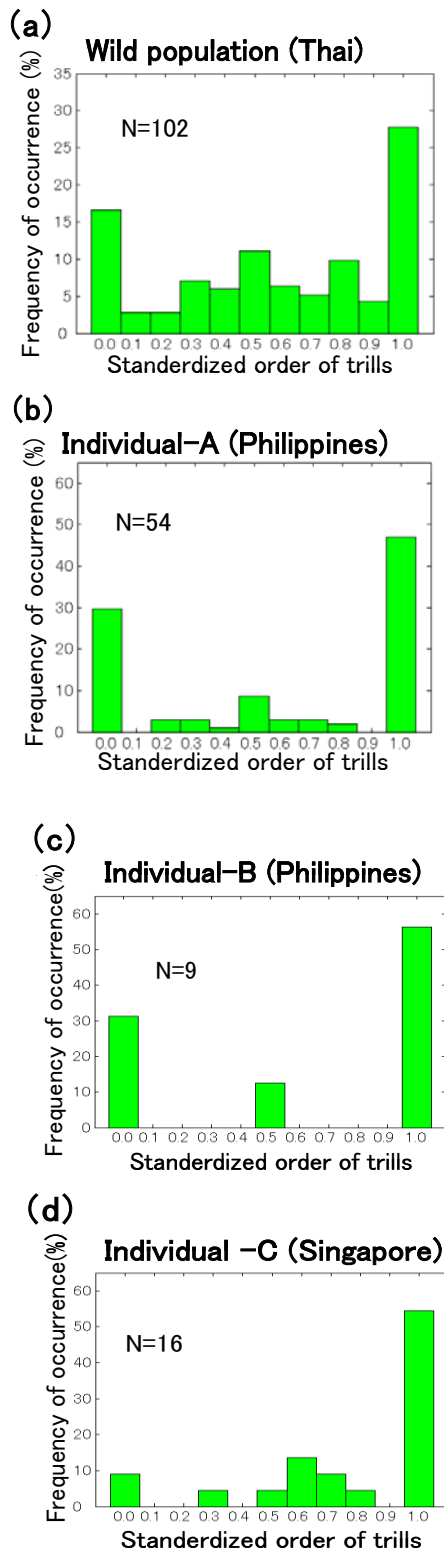 (a)
Wild population (Thai)
Frequency of occurrence (%)
35
30
25
20
15
10
5
0
N=102
0.0 0.1 0.2 0.3 0.4 0.5 0.6 0.7 0.8 0.9 1.0
Standerdized order of trills
(b)
Individual-A (Philippines)
Frequency of occurrence (%)
60
50
40
30
20
10
0
N=54
0.0 0.1 0.2 0.3 0.4 0.5 0.6 0.7 0.8 0.9 1.0
Standerdized order of trills
(c)
Individual-B (Philippines)
Frequency of occurrence(%)
60
50
40
30
20
10
0
N=9
0.0 0.1 0.2 0.3 0.4 0.5 0.6 0.7 0.8 0.9 1.0
Standerdized order of trills
(d)
Individual -C (Singapore)
Frequency of occurrence(%)
60
50
40
30
20
10
0
N=16
0.0 0.1 0.2 0.3 0.4 0.5 0.6 0.7 0.8 0.9 1.0
Standerdized order of trills